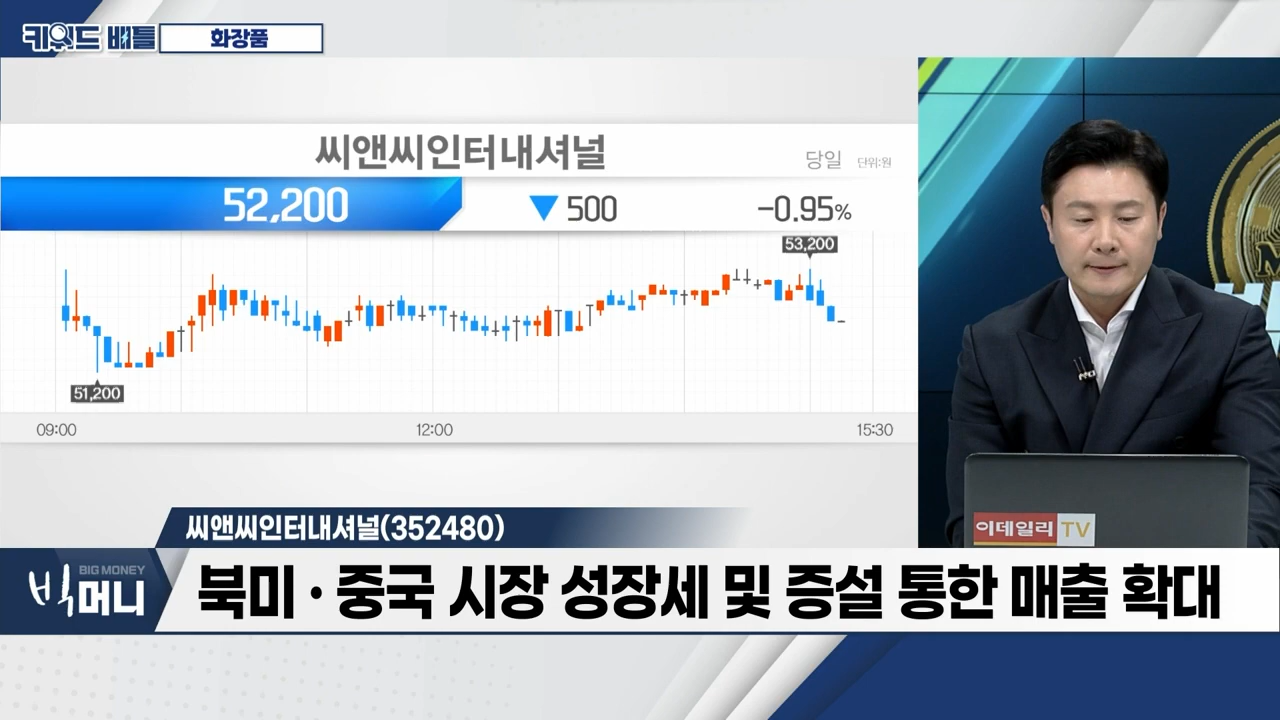 키워드 배틀
화장품
씨앤씨인터내셔널
당일 단위:원
52,200 ▼ 500 -0.95%
53,200
51,200
09:00 12:00 15:30
이데일리 TV
씨앤씨인터내셔널(352480)
BIG MONEY
빅머니
북미·중국 시장 성장세 및 증설 통한 매출 확대